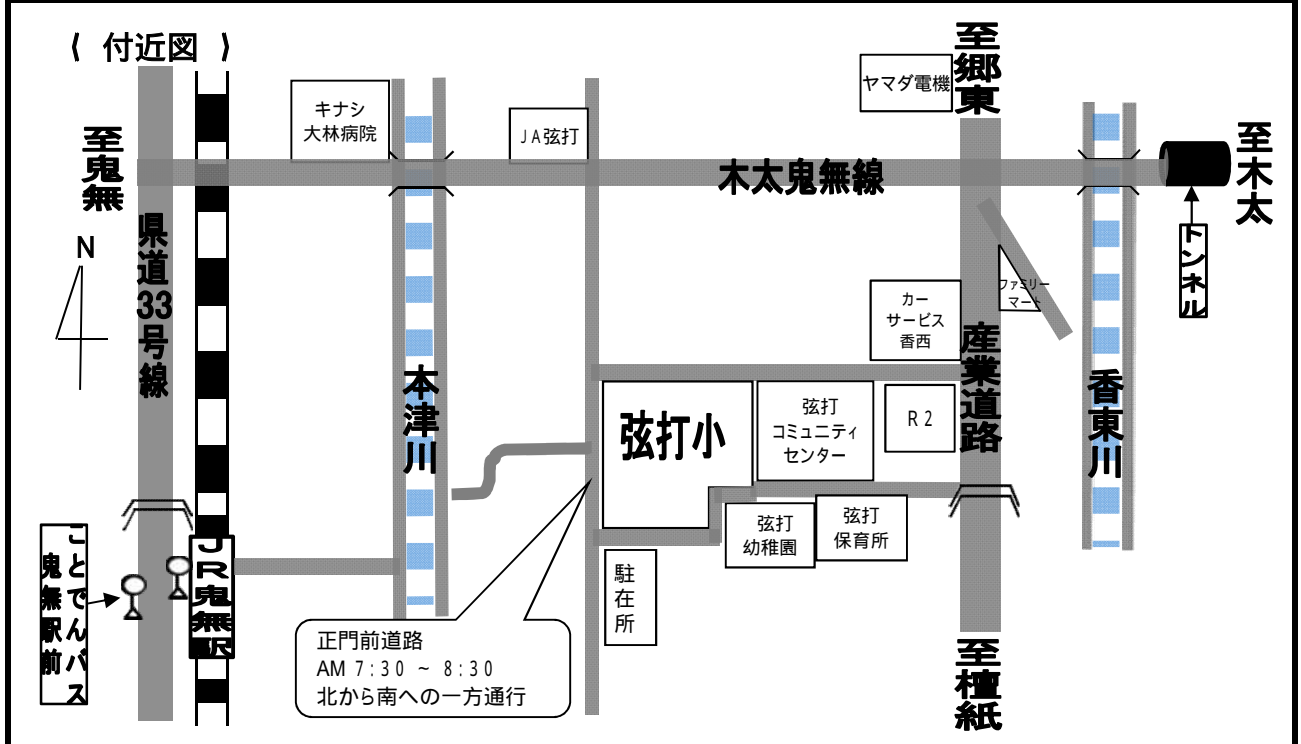 ⟨ 付近図 ⟩
至郷東
ヤマダ電機
キナシ
大林病院
JA弦打
至鬼無
木太鬼無線
至木太
トンネル
N
県道33号線
ファミリー
マート
カー
サービス
香西
産業道路
本津川
香東川
弦打小
弦打
コミュニティ
センター
R2
弦打
幼稚園
弦打
保育所
ことでんバス
鬼無駅前
JR鬼無駅
駐在所
正門前道路
AM 7:30 ~ 8:30
北から南への一方通行
至檀紙